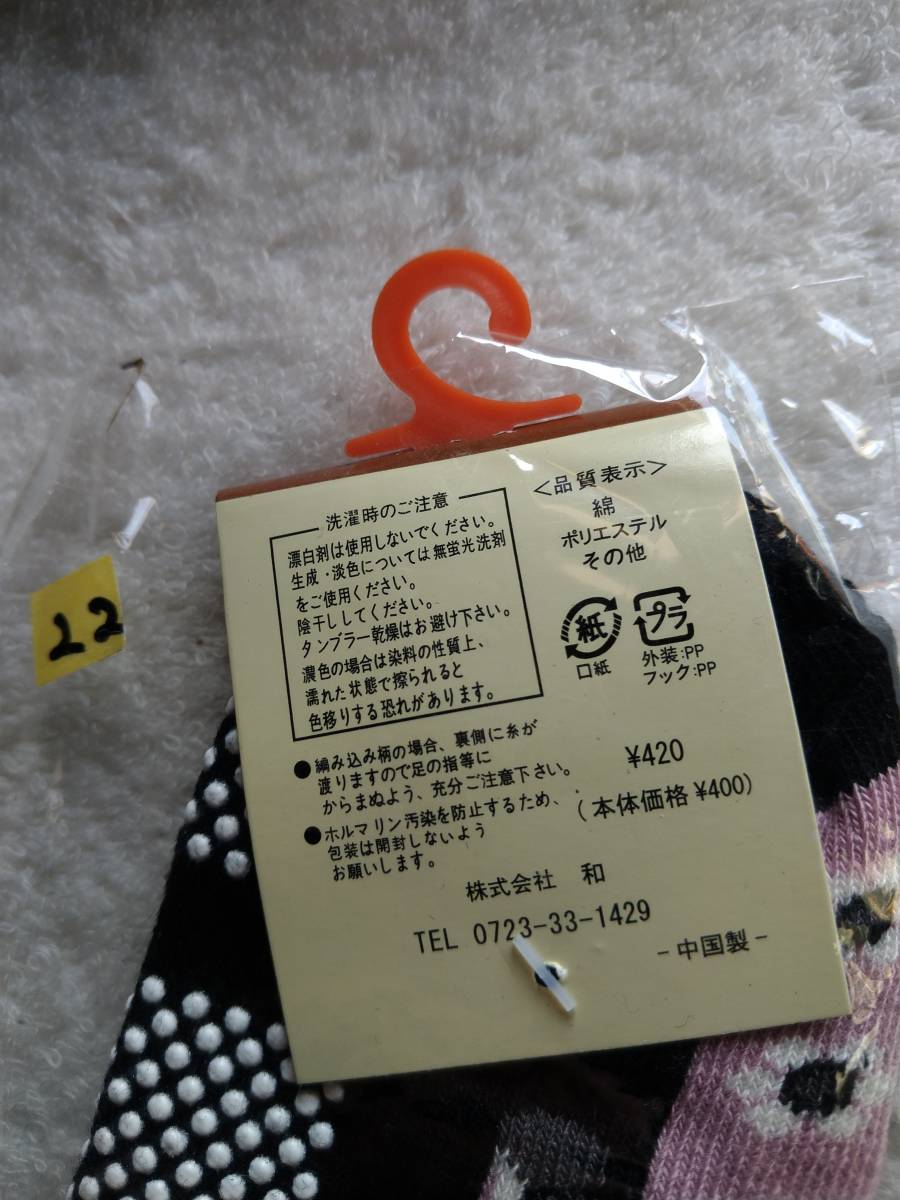 22
洗濯時のご注意
漂白剤は使用しないでください。
生成・淡色については無蛍光洗剤
をご使用ください。
陰干ししてください。
タンブラー乾燥はお避け下さい。
濃色の場合は染料の性質上、
濡れた状態で擦られると
色移りする恐れがあります。
●編み込み柄の場合、裏側に糸が
渡りますので足の指等に
からまぬよう、充分ご注意下さい。
●ホルマリン汚染を防止するため、
包装は開封しないよう
お願いします。
<品質表示>
綿
ポリエステル
その他
紙
口紙
プラ
外装:PP
フック:PP
¥420
(本体価格¥400)
株式会社 和
TEL 0723-33-1429
-中国製-